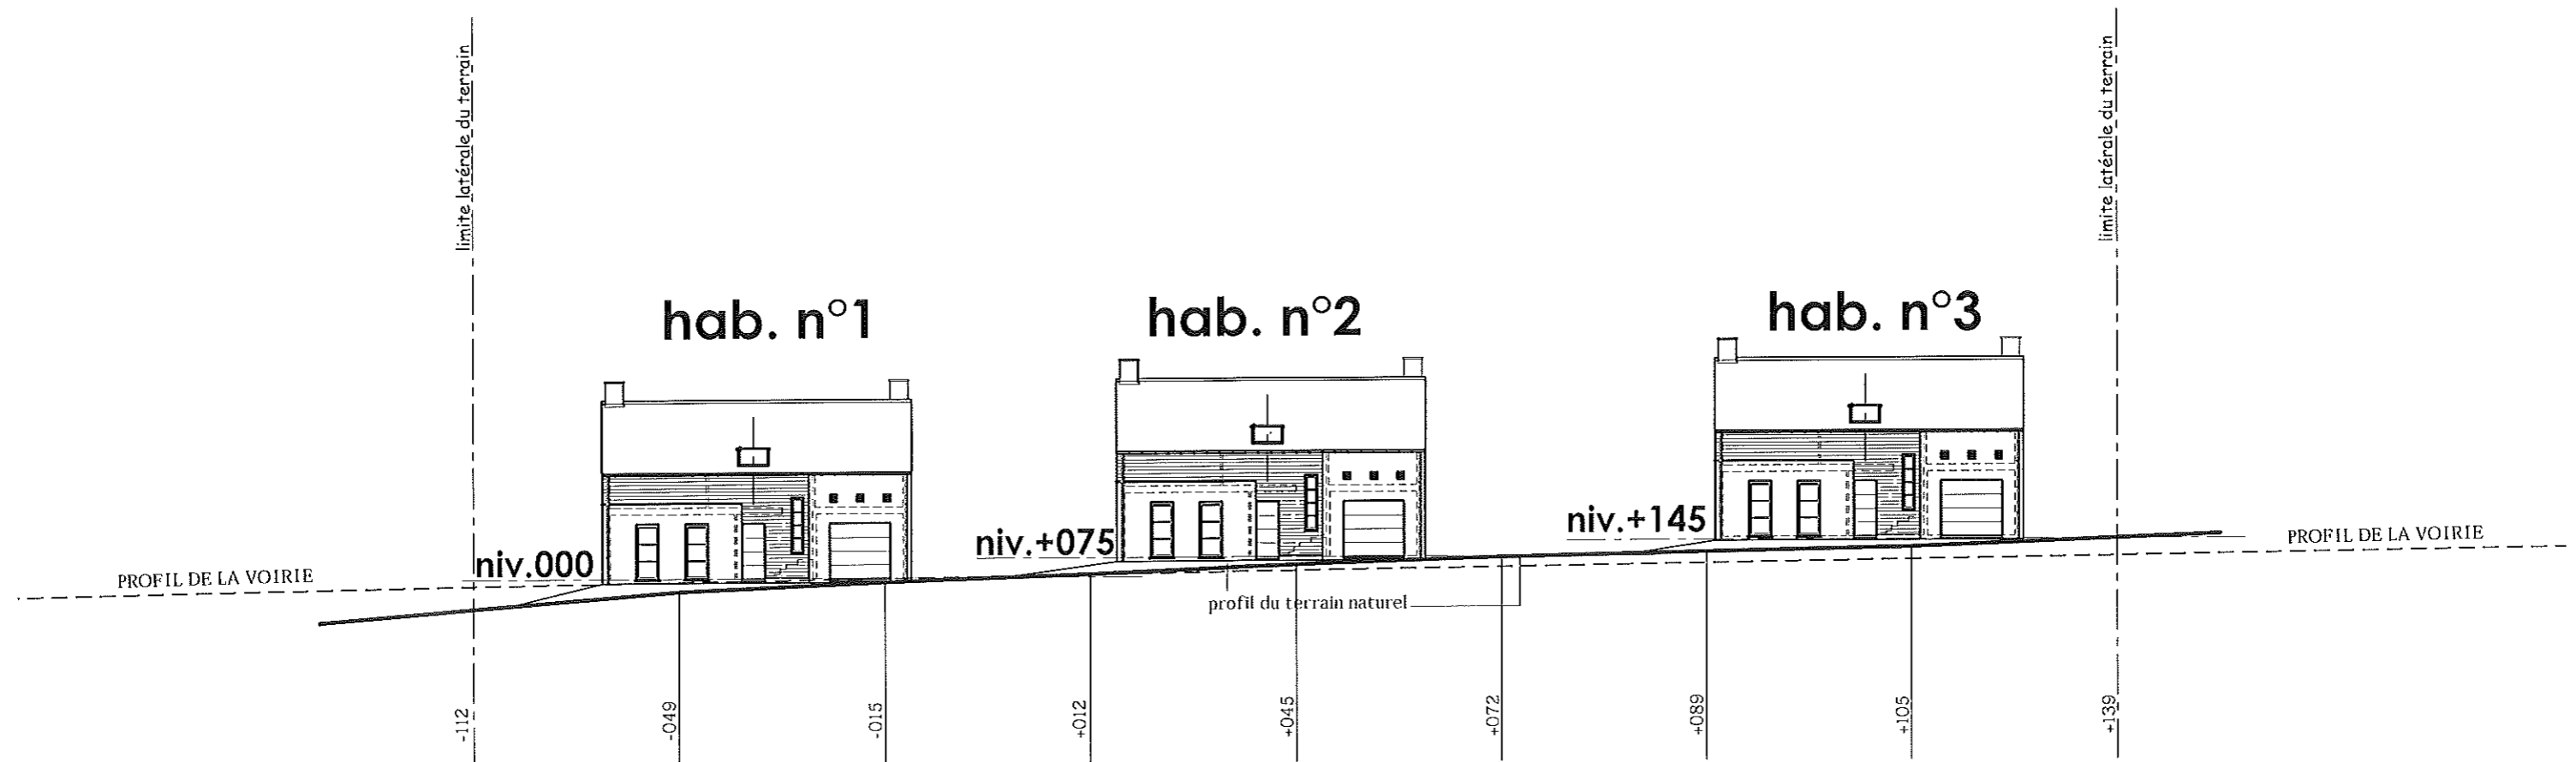 limite latérale du terrain
limite latérale du terrain
hab. n°1
hab. n°2
hab. n°3
niv.000
niv.+075
niv.+145
PROFIL DE LA VOIRIE
PROFIL DE LA VOIRIE
profil du terrain naturel
-112
-049
-015
+012
+045
+072
+089
+105
+139